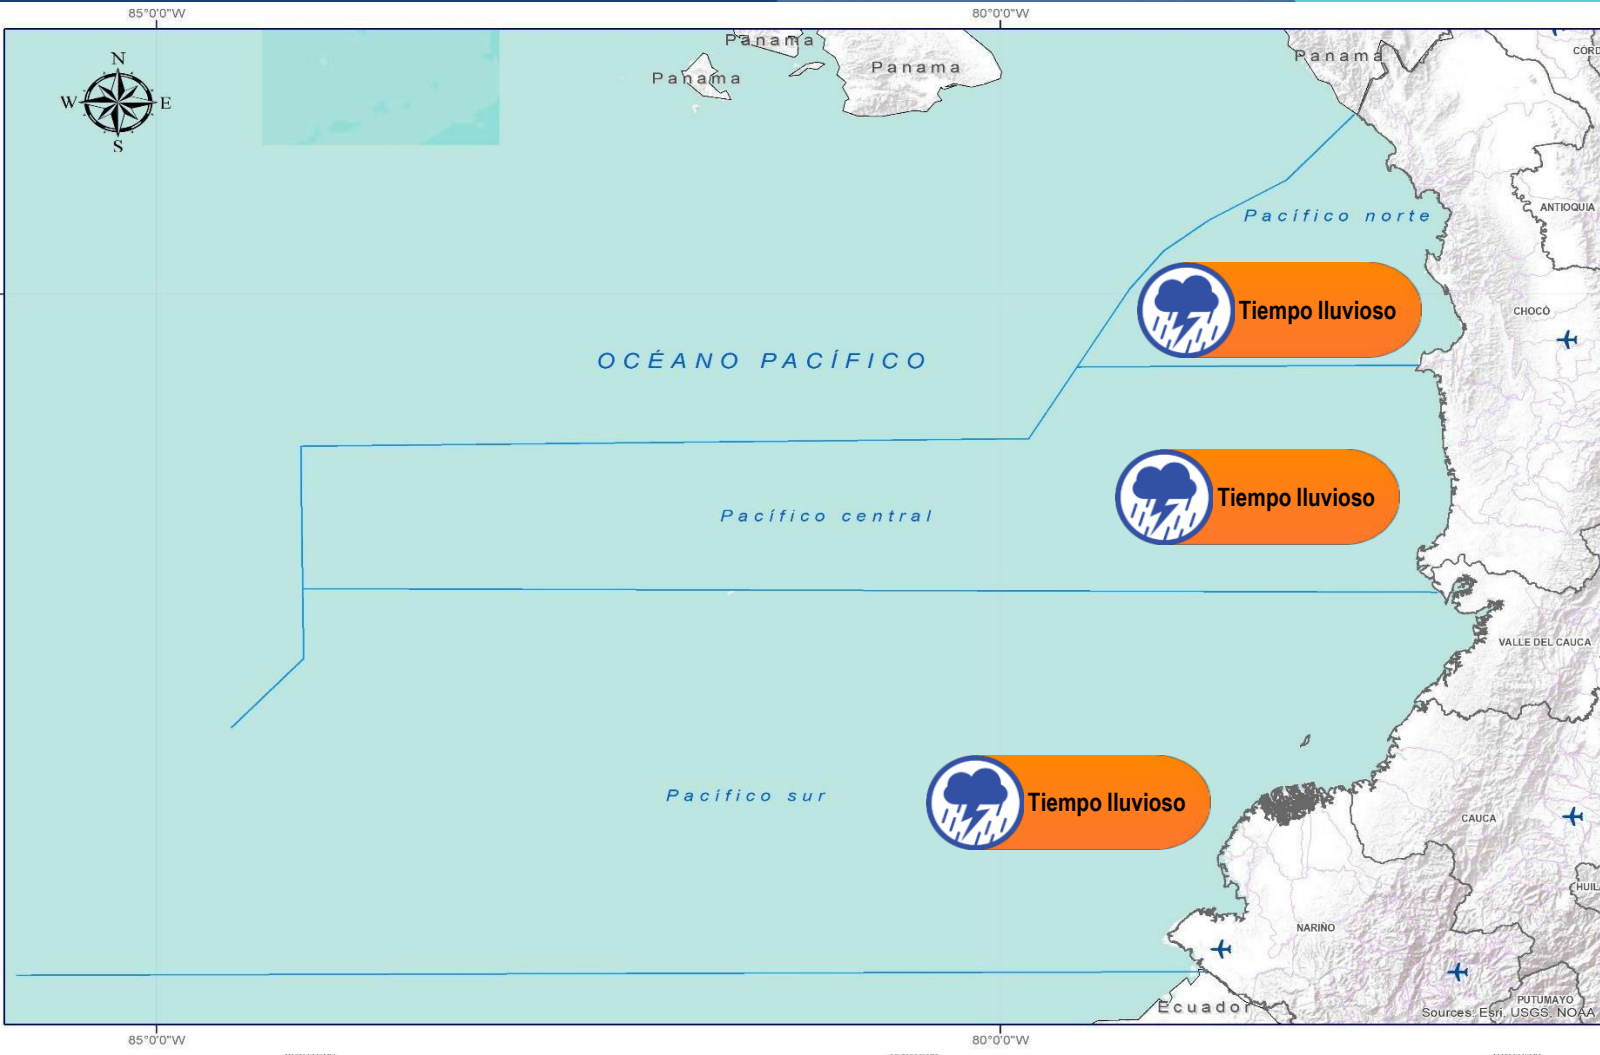 85°0'0"W
80°0'0"W
N
W
E
S
Panama
Panama
Panama
Panama
ANTIOQUIA
Pacífico norte
Tiempo lluvioso
CHOCÓ
OCÉANO PACÍFICO
Tiempo lluvioso
Pacífico central
VALLE DEL CAUCA
Pacífico sur
Tiempo lluvioso
CAUCA
NARIÑO
PUTUMAYO
Ecuador
Sources: Esri, USGS, NOAA
85°0'0"W
80°0'0"W